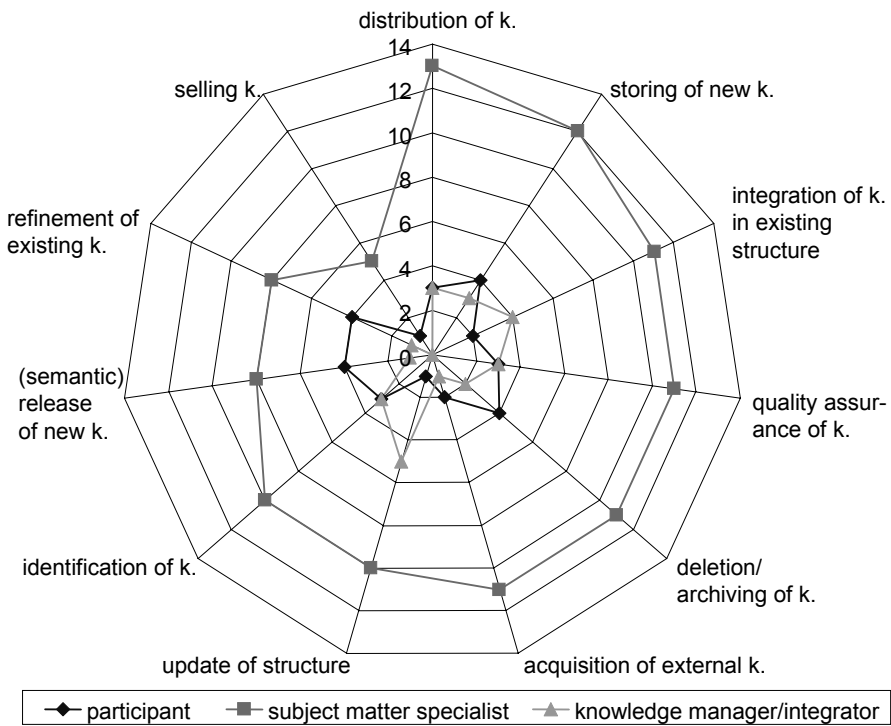 distribution of k.
14
12
10
8
6
4
2
0
storing of new k.
integration of k.
in existing
structure
quality assur-
ance of k.
deletion/
archiving of k.
acquisition of external k.
update of structure
identification of k.
(semantic)
release
of new k.
refinement of
existing k.
selling k.
participant subject matter specialist knowledge manager/integrator